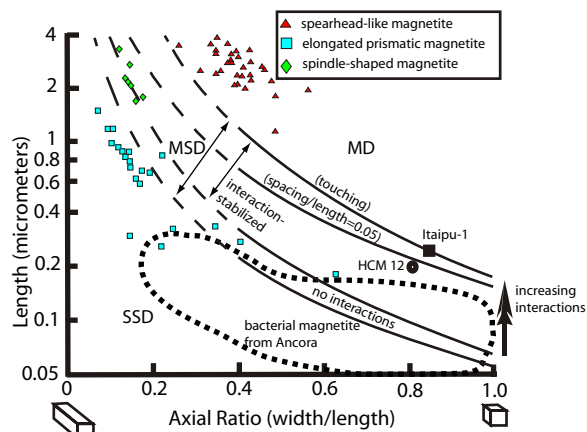 spearhead-like magnetite
elongated prismatic magnetite
spindle-shaped magnetite
4
2
1
0.8
0.6
0.4
0.2
0.1
0.05
Length (micrometers)
MSD
MD
(touching)
(spacing/length=0.05)
interaction-
stabilized
Itaipu-1
HCM 12
no interactions
increasing
interactions
SSD
bacterial magnetite
from Ancora
0
0.2
0.4
0.6
0.8
1.0
Axial Ratio (width/length)